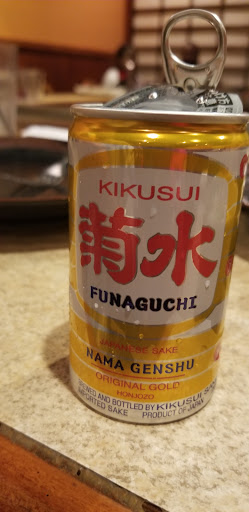 KIKUSUI
菊水
FUNAGUCHI
JAPANESE SAKE
NAMA GENSHU
ORIGINAL GOLD
HONJOZO
BREWED AND BOTTLED BY KIKUSUI
IMPORTED SAKE PRODUCT OF JAPAN